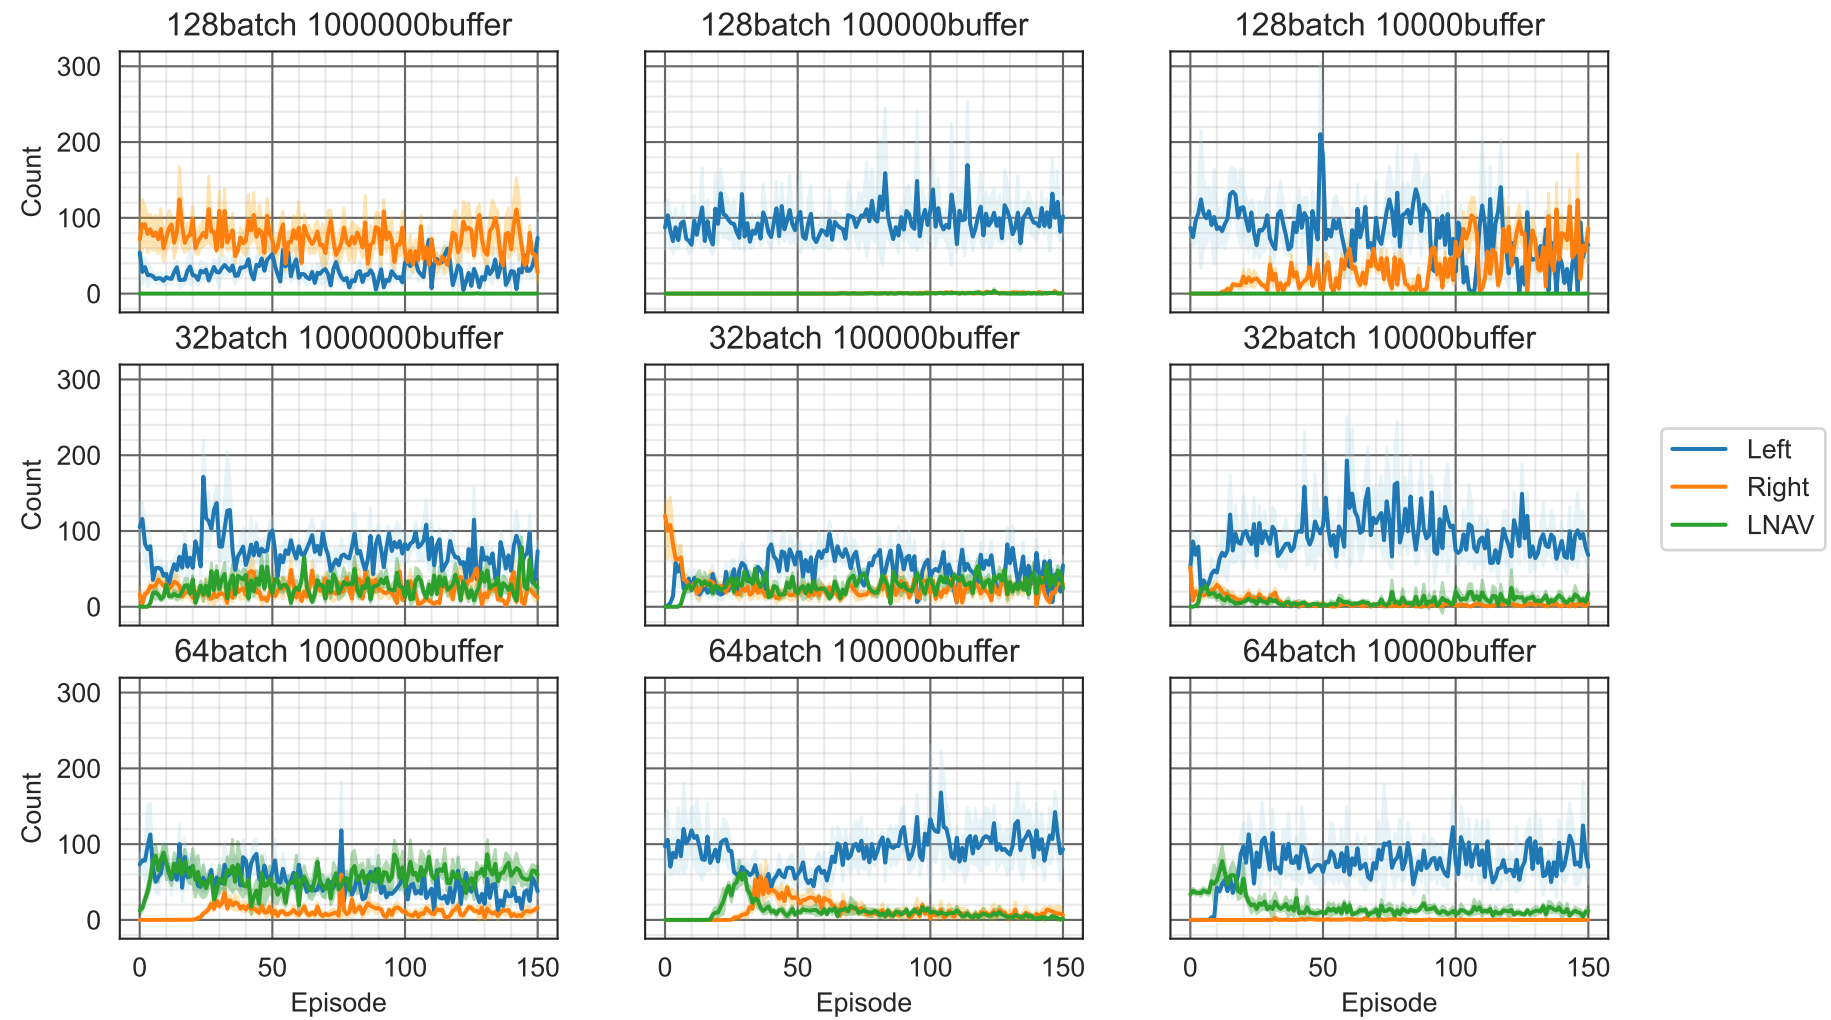 128batch 1000000buffer
128batch 100000buffer
128batch 10000buffer
300
200
100
0
Count
32batch 1000000buffer
32batch 100000buffer
32batch 10000buffer
300
200
100
0
Count
Left
Right
LNAV
64batch 1000000buffer
64batch 100000buffer
64batch 10000buffer
300
200
100
0
Count
0 50 100 150
0 50 100 150
0 50 100 150
Episode
Episode
Episode